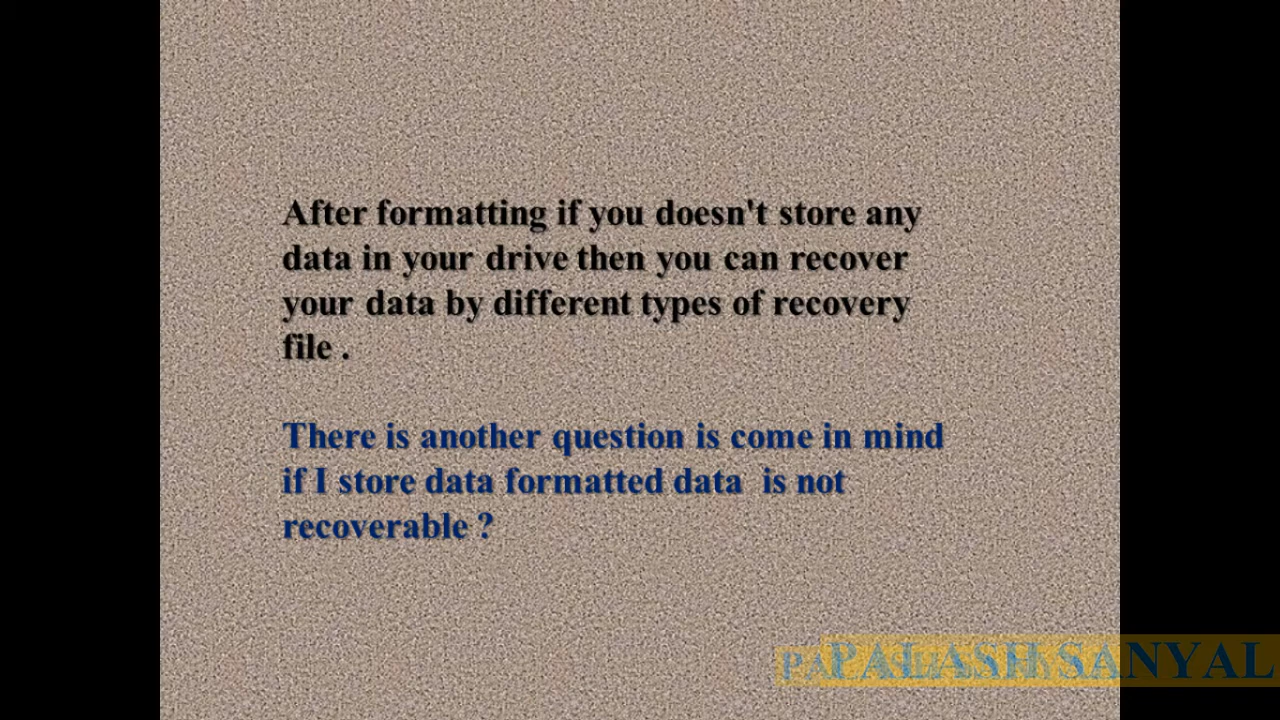 After formatting if you doesn't store any
data in your drive then you can recover
your data by different types of recovery
file .
There is another question is come in mind
if I store data formatted data  is not
recoverable ?
PALASH SANYAL